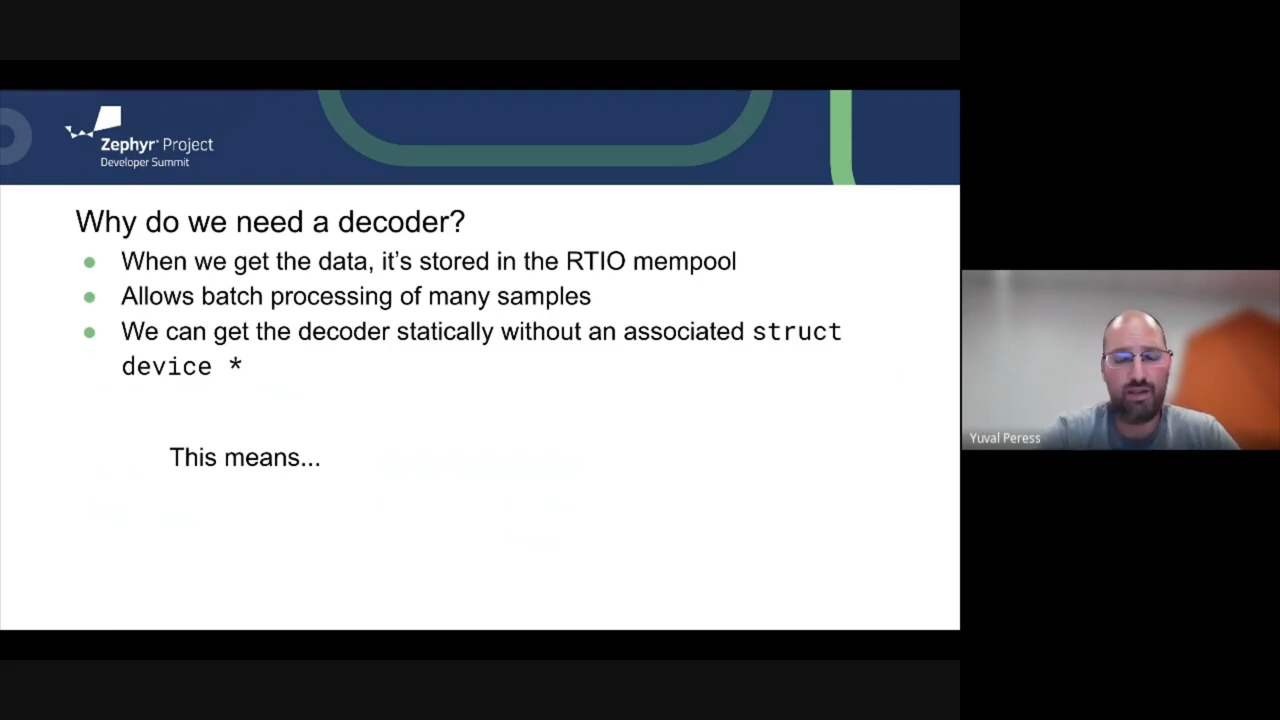 Zephyr® Project
Developer Summit
Why do we need a decoder?
● When we get the data, it's stored in the RTIO mempool
● Allows batch processing of many samples
● We can get the decoder statically without an associated struct
device *
This means...
Yuval Peress